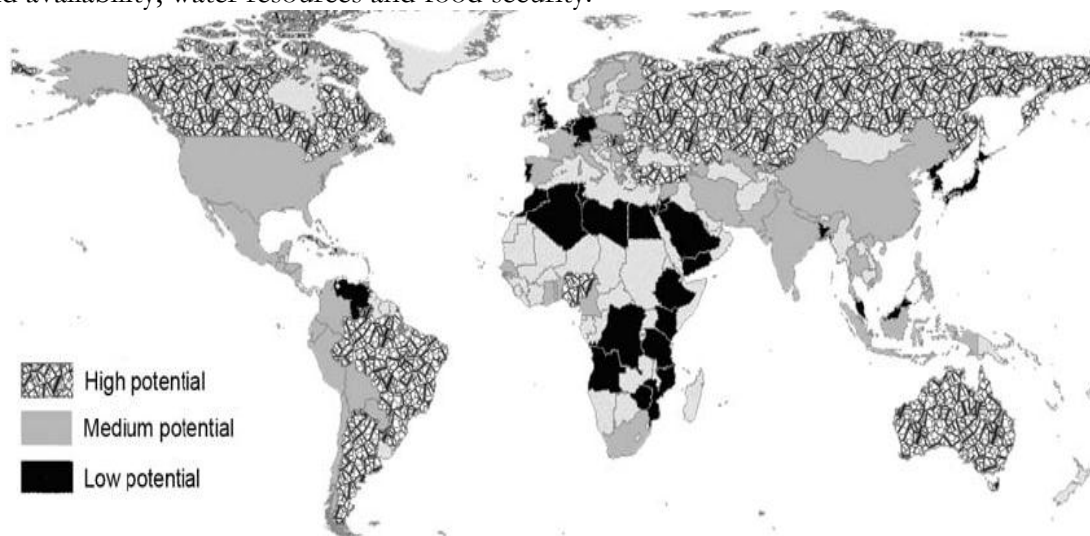 availability, water resources and food security.
High potential
Medium potential
Low potential